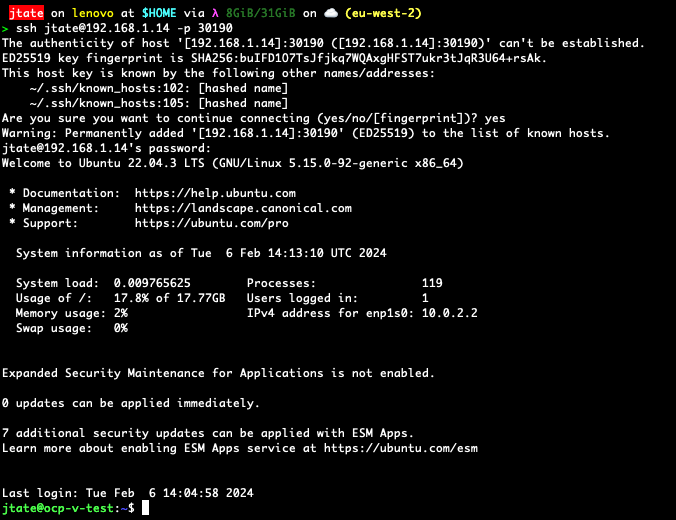 jtate on lenovo at $HOME via λ 8GiB/31GiB on ☁️ (eu-west-2)
> ssh jtate@192.168.1.14 -p 30190
The authenticity of host '[192.168.1.14]:30190 ([192.168.1.14]:30190)' can't be established.
ED25519 key fingerprint is SHA256:buIFD1O7TsJfjkq7WQAxgHFST7ukr3tJqR3U64+rsAk.
This host key is known by the following other names/addresses:
    ~/.ssh/known_hosts:102: [hashed name]
    ~/.ssh/known_hosts:105: [hashed name]
Are you sure you want to continue connecting (yes/no/[fingerprint])? yes
Warning: Permanently added '[192.168.1.14]:30190' (ED25519) to the list of known hosts.
jtate@192.168.1.14's password:
Welcome to Ubuntu 22.04.3 LTS (GNU/Linux 5.15.0-92-generic x86_64)

 * Documentation:  https://help.ubuntu.com
 * Management:     https://landscape.canonical.com
 * Support:        https://ubuntu.com/pro

  System information as of Tue  6 Feb 14:13:10 UTC 2024

  System load:  0.009765625        Processes:               119
  Usage of /:   17.8% of 17.77GB   Users logged in:         1
  Memory usage: 2%                 IPv4 address for enp1s0: 10.0.2.2
  Swap usage:   0%

Expanded Security Maintenance for Applications is not enabled.

0 updates can be applied immediately.

7 additional security updates can be applied with ESM Apps.
Learn more about enabling ESM Apps service at https://ubuntu.com/esm

Last login: Tue Feb  6 14:04:58 2024
jtate@ocp-v-test:~$